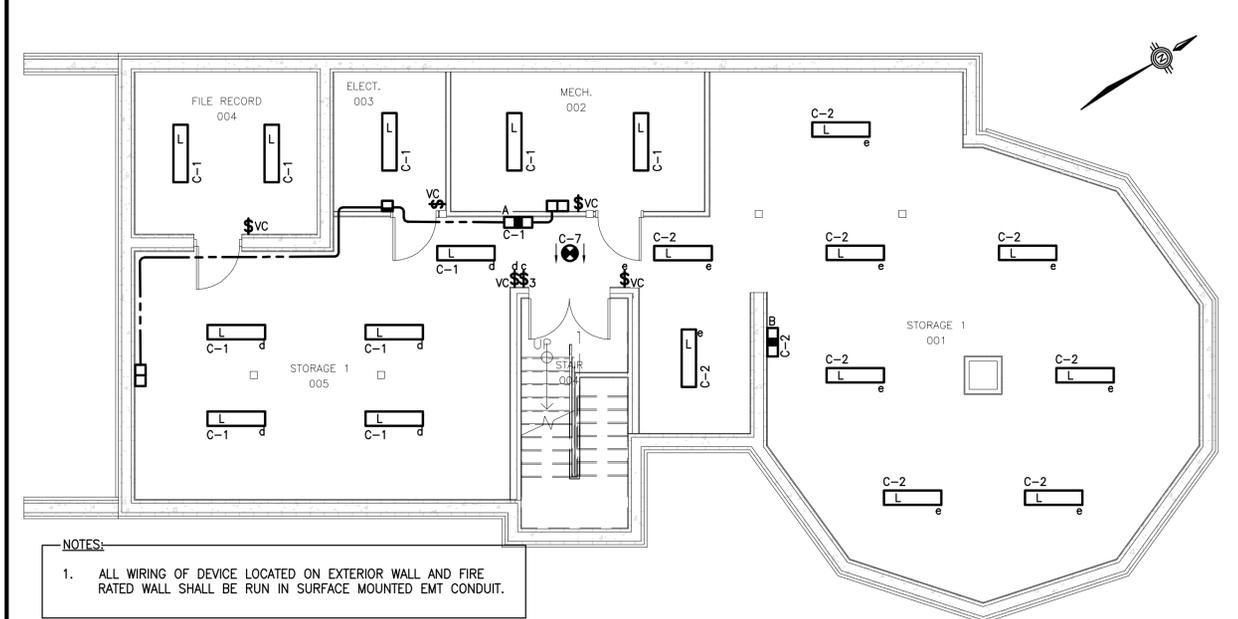 N
FILE RECORD
004
ELECT.
003
MECH.
002
L
C-1
L
C-1
L
C-1
L
C-1
L
C-1
C-2
L
e
$VC
VC
$
A
C-1
$VC
C-1
L
d
C-7
d c
VC$$3
e
$VC
C-2
L
e
C-2
L
e
C-2
L
e
L
C-1
d
L
C-1
d
STORAGE 1
005
L
C-1
d
L
C-1
d
UP
1
STAIR
004
L
e
C-2
B
C-2
STORAGE 1
001
C-2
L
e
C-2
L
e
C-2
L
e
C-2
L
e
NOTES:
1. ALL WIRING OF DEVICE LOCATED ON EXTERIOR WALL AND FIRE
RATED WALL SHALL BE RUN IN SURFACE MOUNTED EMT CONDUIT.